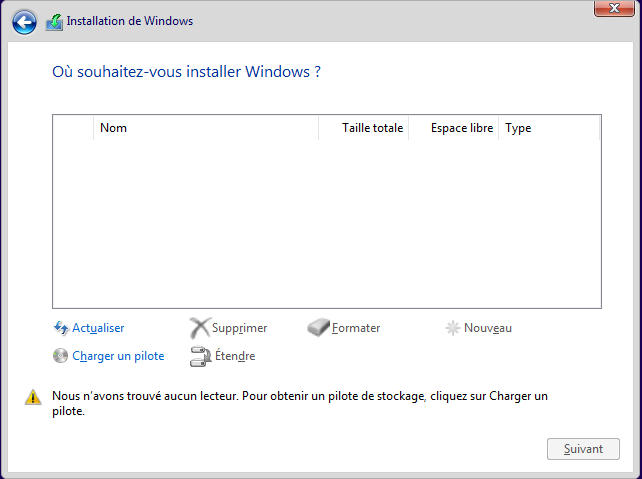 Installation de Windows
Où souhaitez-vous installer Windows ?
Nom Taille totale Espace libre Type
Actualiser Supprimer Formater Nouveau
Charger un pilote Étendre
Nous n'avons trouvé aucun lecteur. Pour obtenir un pilote de stockage, cliquez sur Charger un
pilote.
Suivant